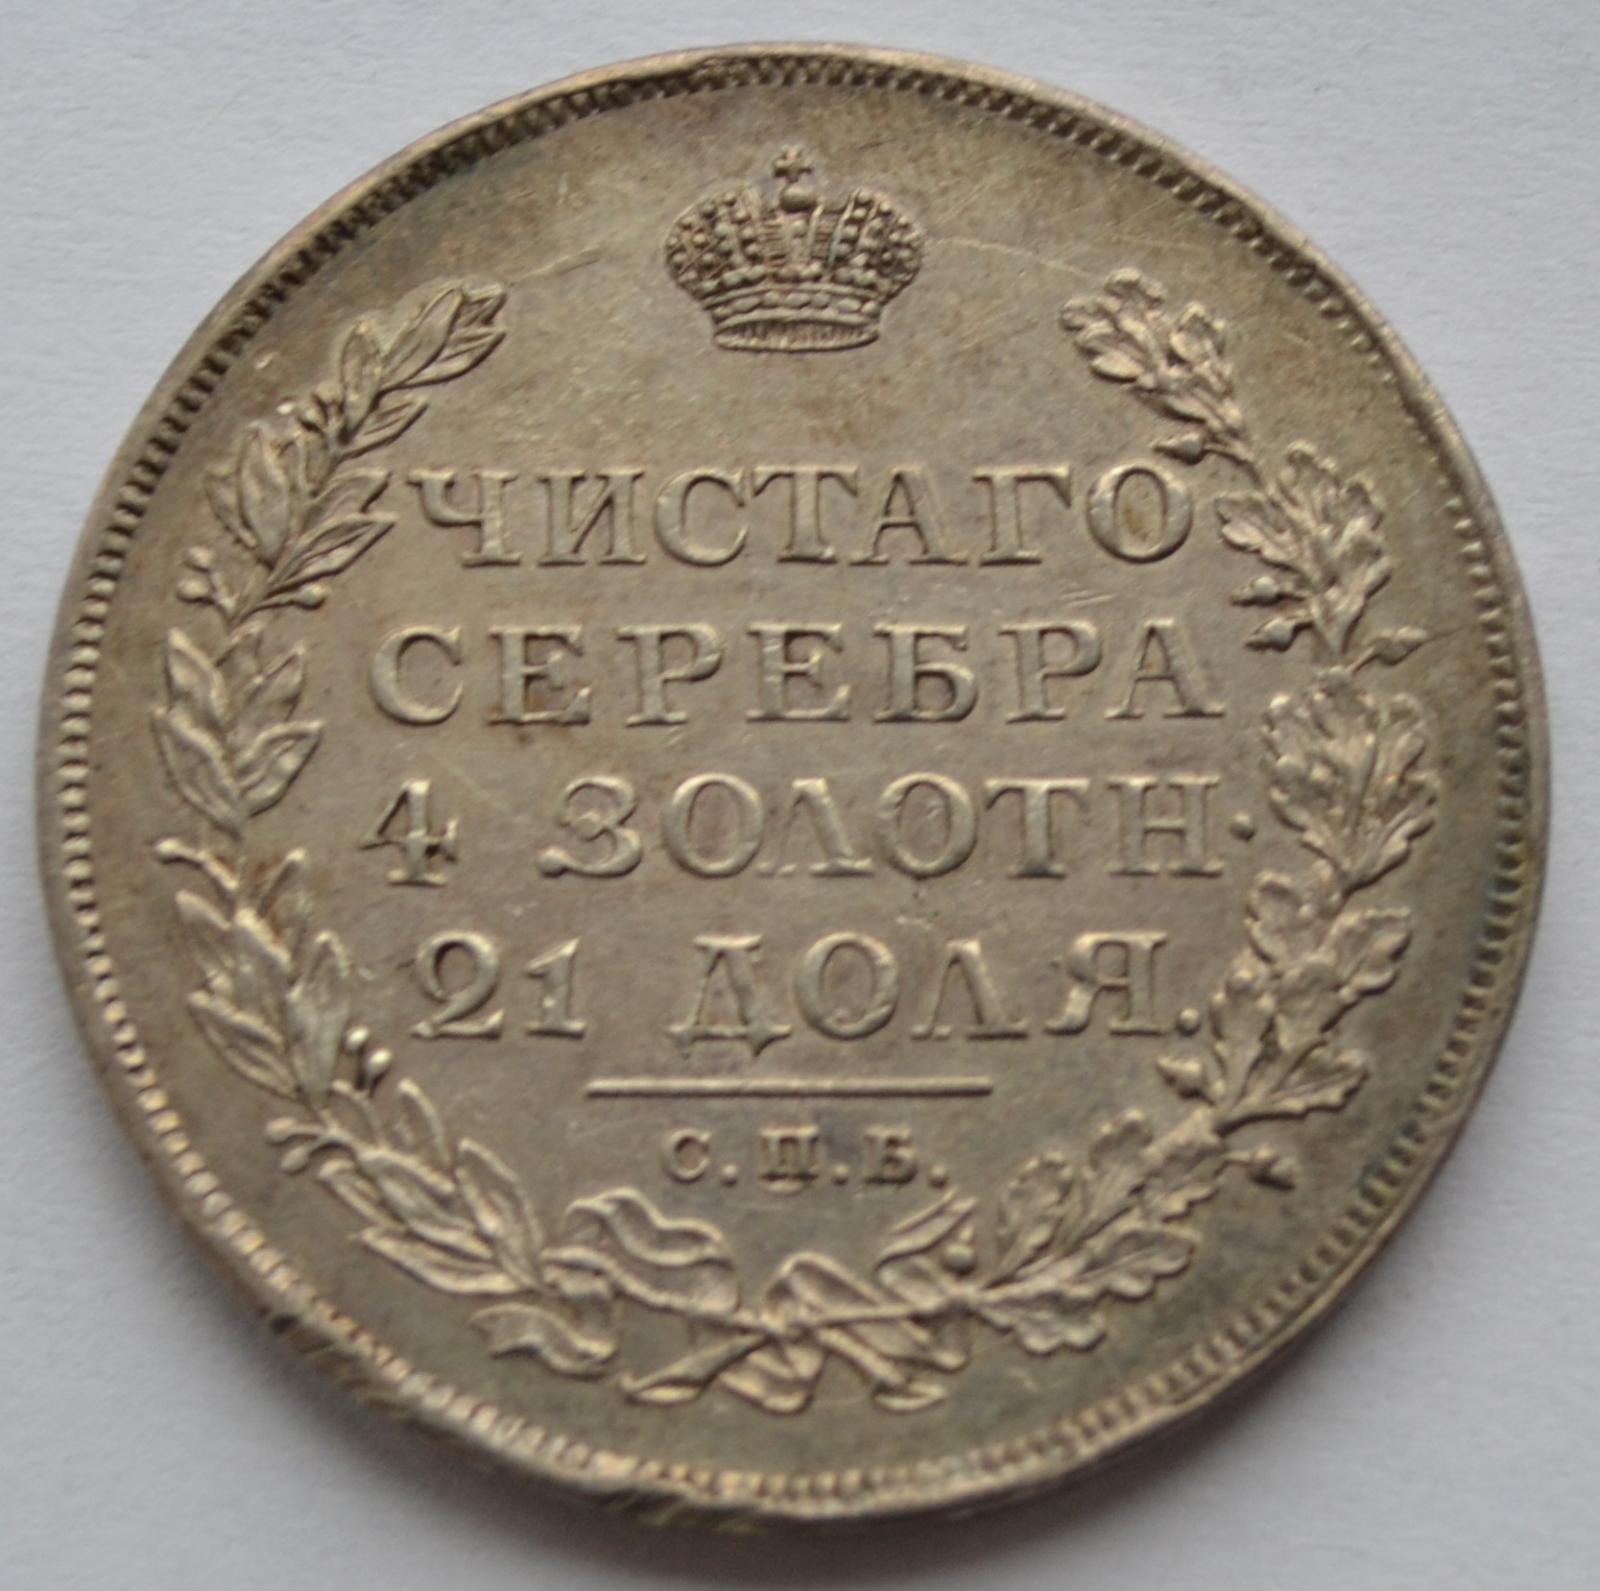 ЧИСТАГО
СЕРЕБРА
4 ЗОЛОТН.
21 ДОЛЯ.
С.П.Б.